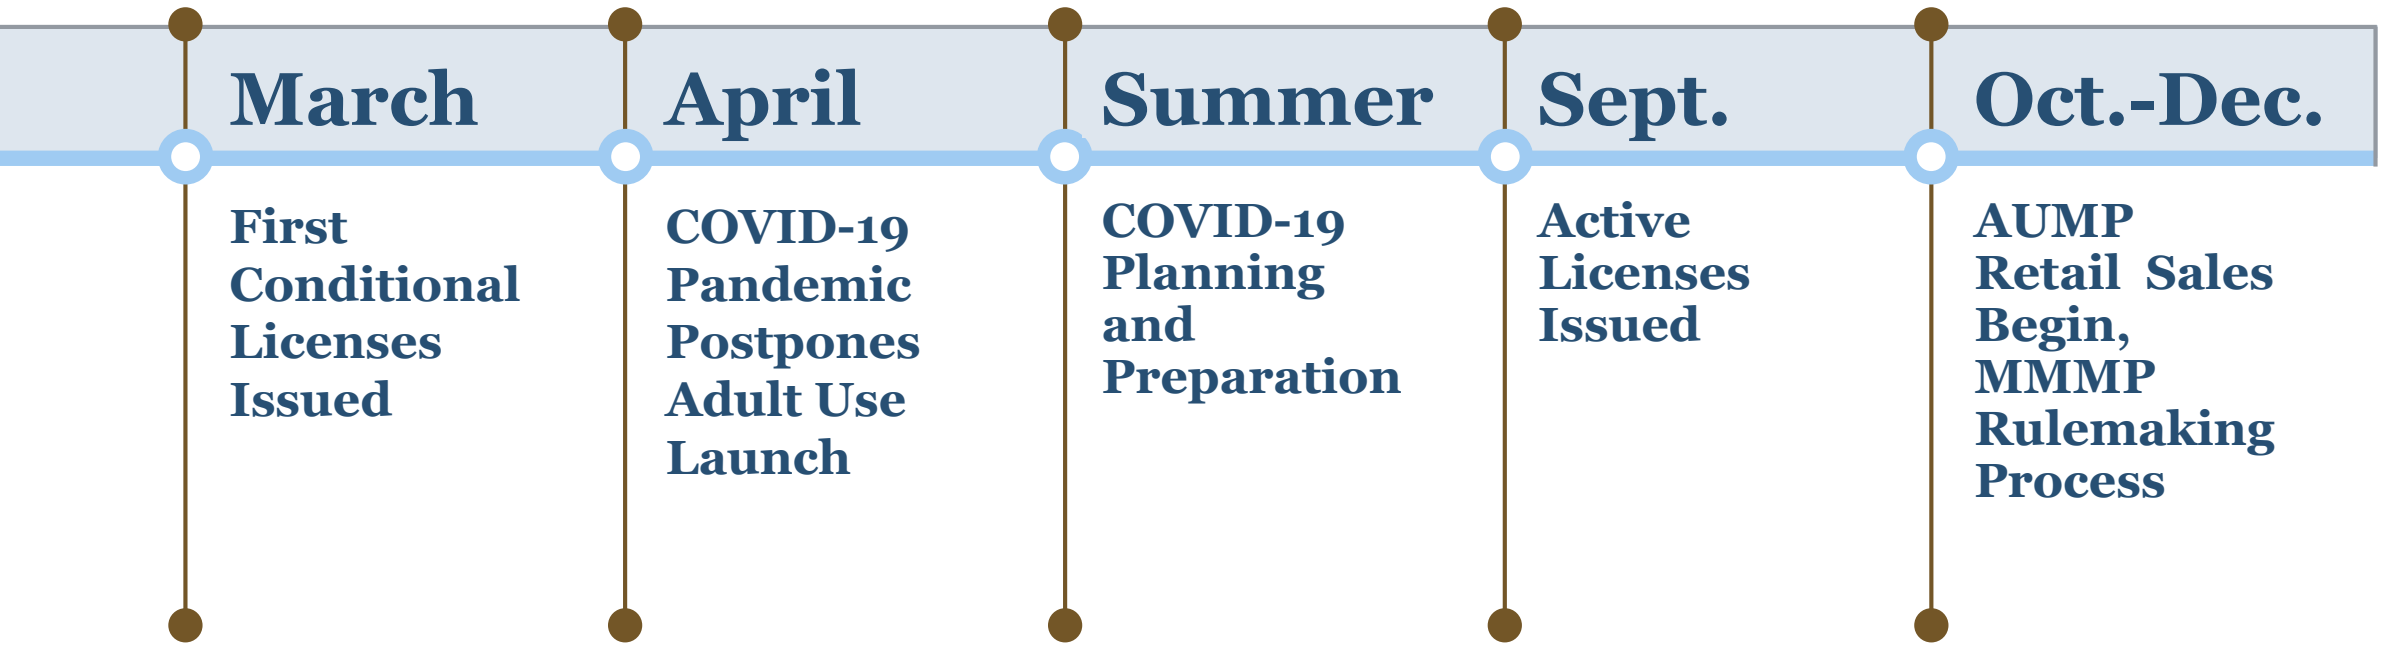 March
First
Conditional
Licenses
Issued
April
COVID-19
Pandemic
Postpones
Adult Use
Launch
Summer
COVID-19
Planning
and
Preparation
Sept.
Active
Licenses
Issued
Oct.-Dec.
AUMP
Retail  Sales
Begin,
MMMP
Rulemaking
Process